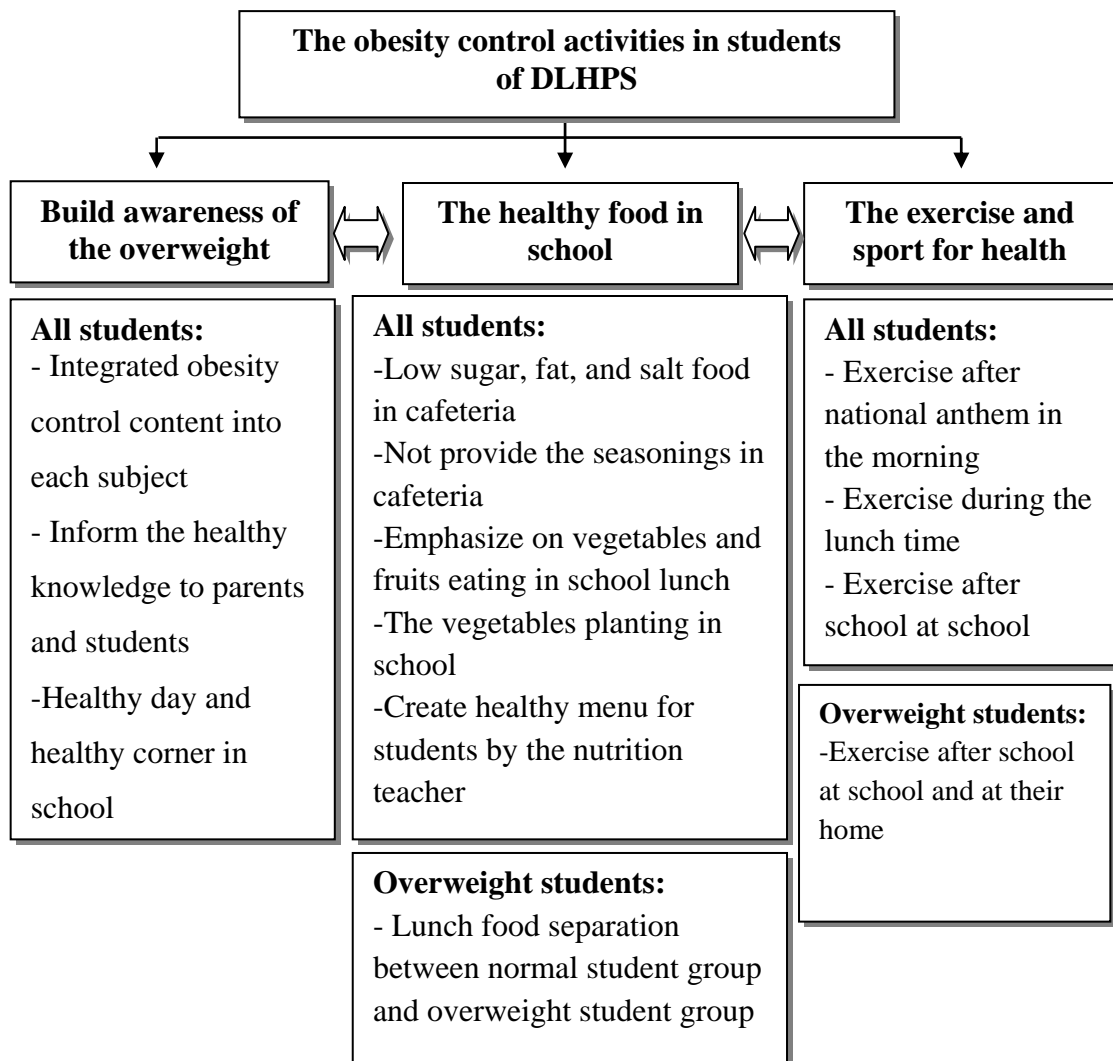 The obesity control activities in students
of DLHPS
Build awareness of
the overweight
The healthy food in
school
The exercise and
sport for health
All students:
- Integrated obesity
control content into
each subject
- Inform the healthy
knowledge to parents
and students
-Healthy day and
healthy corner in
school
All students:
-Low sugar, fat, and salt food
in cafeteria
-Not provide the seasonings in
cafeteria
-Emphasize on vegetables and
fruits eating in school lunch
-The vegetables planting in
school
-Create healthy menu for
students by the nutrition
teacher
Overweight students:
- Lunch food separation
between normal student group
and overweight student group
All students:
- Exercise after
national anthem in
the morning
- Exercise during the
lunch time
- Exercise after
school at school
Overweight students:
-Exercise after school
at school and at their
home